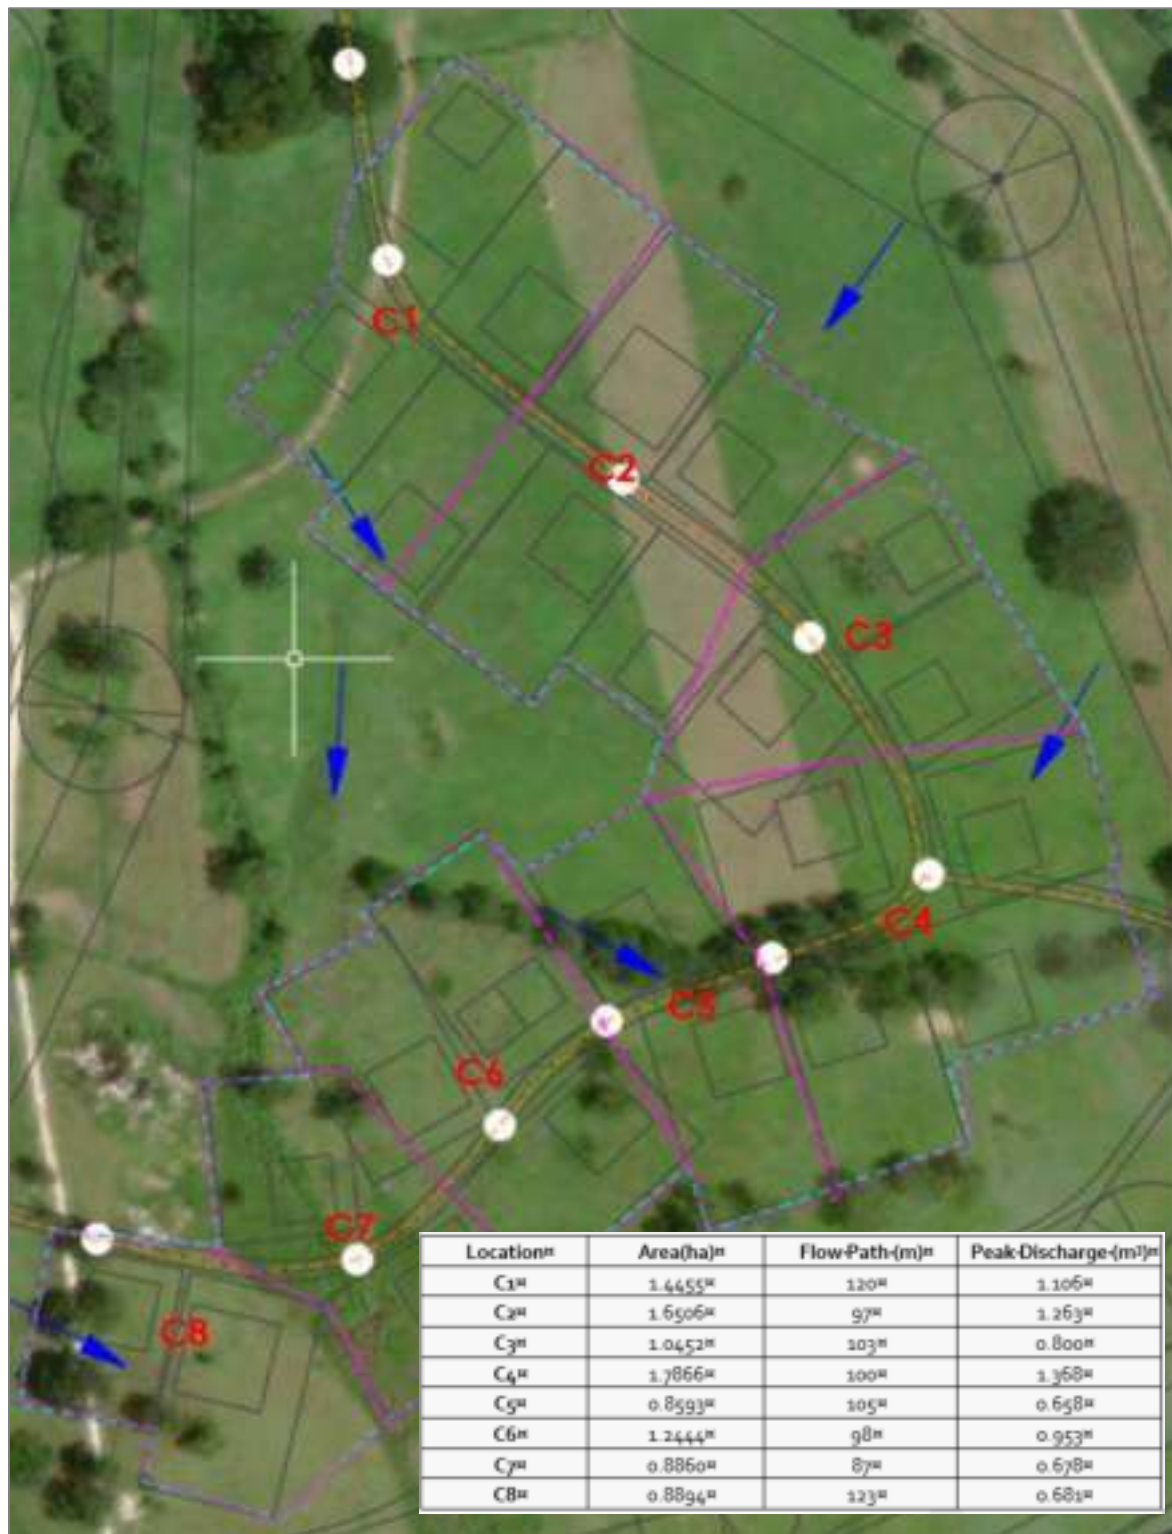 C1
C2
C3
C4
C5
C6
C7
C8
Location¤ Area(ha)¤ Flow·Path·(m)¤ Peak·Discharge·(m³)¤
C1¤ 1.4455¤ 120¤ 1.106¤
C2¤ 1.6506¤ 97¤ 1.263¤
C3¤ 1.0452¤ 103¤ 0.800¤
C4¤ 1.7866¤ 100¤ 1.368¤
C5¤ 0.8593¤ 105¤ 0.658¤
C6¤ 1.2444¤ 98¤ 0.953¤
C7¤ 0.8860¤ 87¤ 0.678¤
C8¤ 0.8894¤ 123¤ 0.681¤